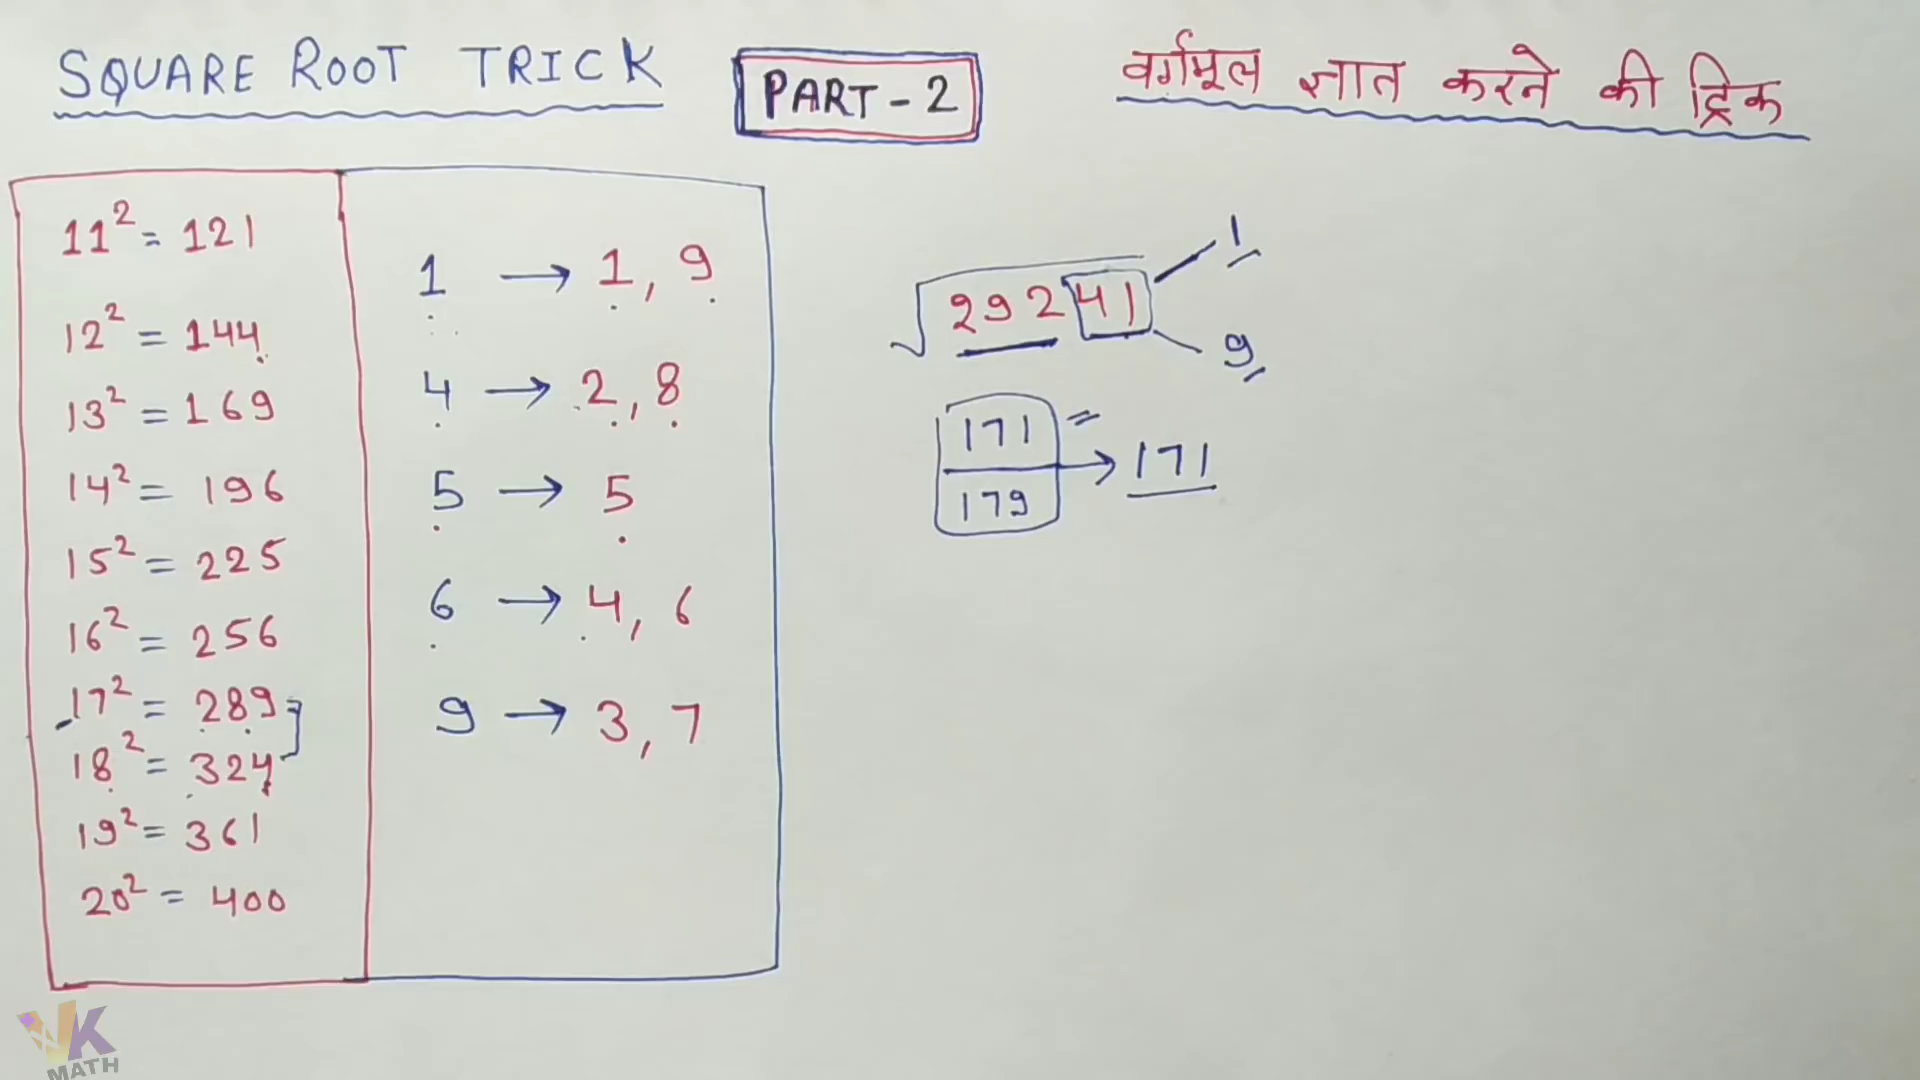 SQUARE ROOT TRICK
PART-2
वर्गमूल ज्ञात करने की ट्रिक
11² = 121
12² = 144
13² = 169
14² = 196
15² = 225
16² = 256
17² = 289
18² = 324
19² = 361
20² = 400
1 → 1, 9
4 → 2, 8
5 → 5
6 → 4, 6
9 → 3, 7
√29241
1
9
171 =
179
→ 171
VK
MATH